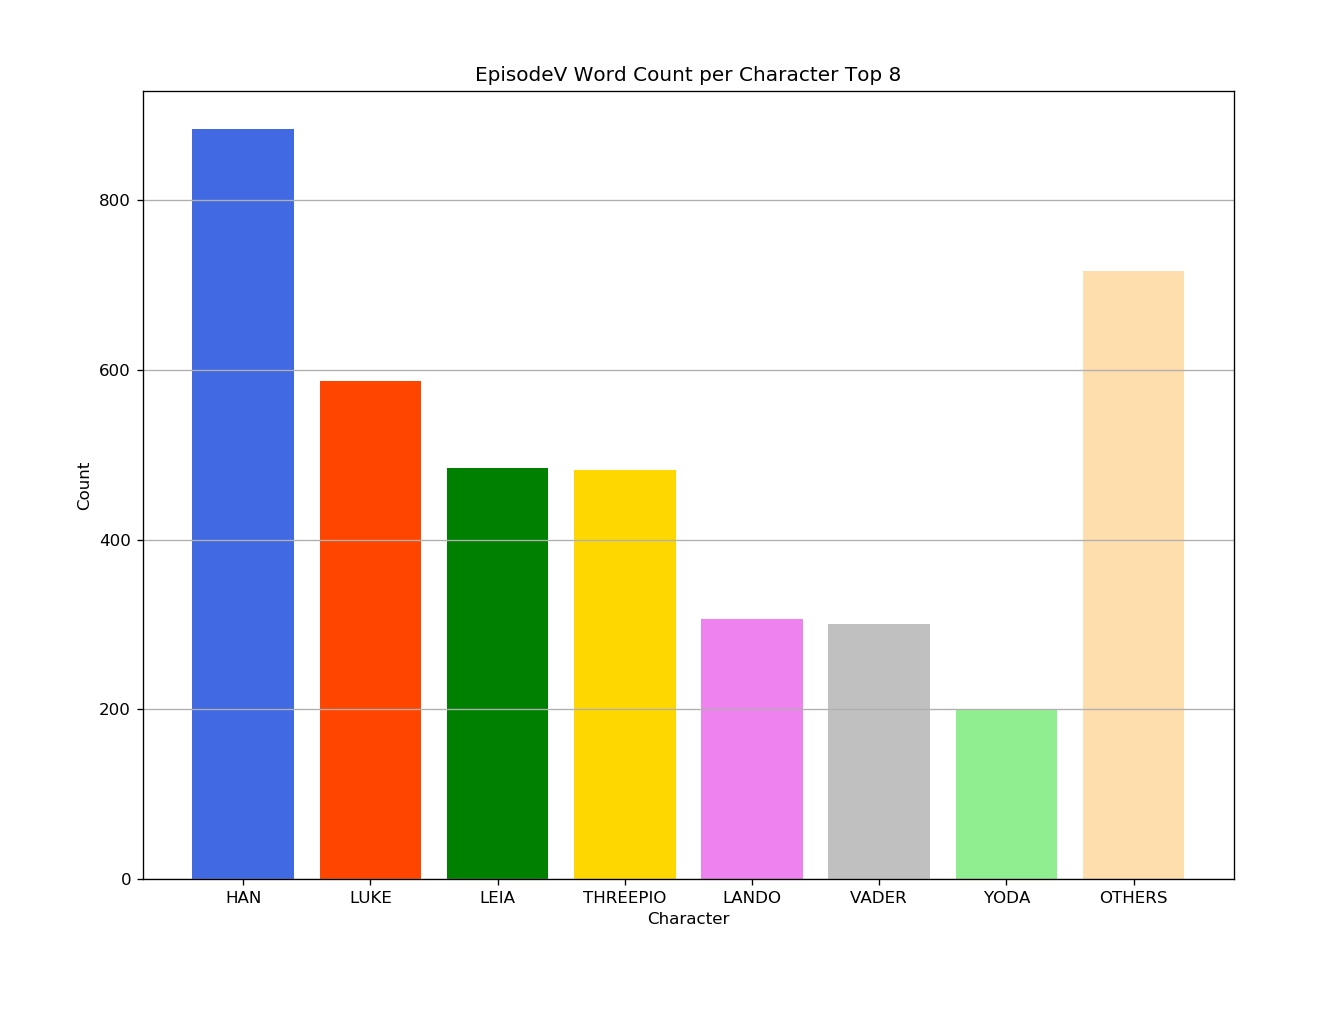 EpisodeV Word Count per Character Top 8
800
600
400
200
0
Count
HAN LUKE LEIA THREEPIO LANDO VADER YODA OTHERS
Character